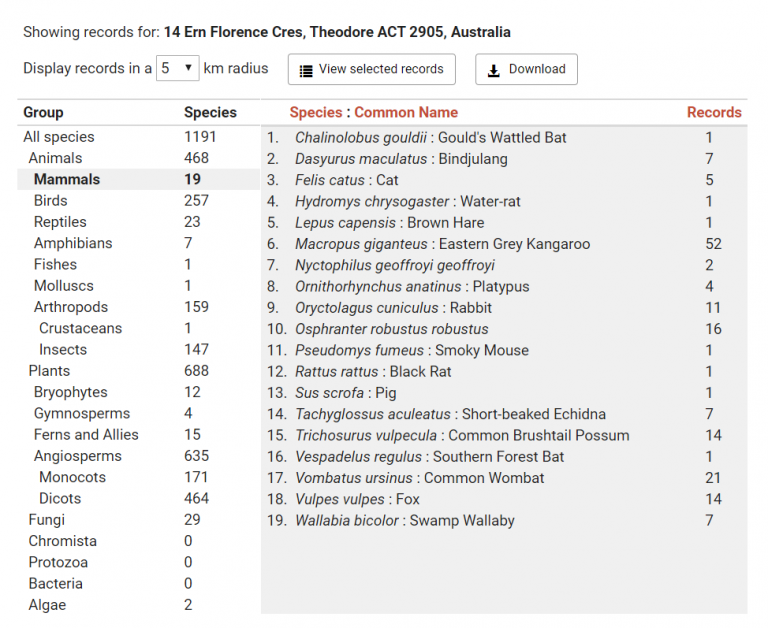 Showing records for: 14 Ern Florence Cres, Theodore ACT 2905, Australia
Display records in a 5 km radius View selected records Download
Group Species Species : Common Name Records
All species 1191 1. Chalinolobus gouldii : Gould's Wattled Bat 1
Animals 468 2. Dasyurus maculatus : Bindjulang 7
Mammals 19 3. Felis catus : Cat 5
Birds 257 4. Hydromys chrysogaster : Water-rat 1
Reptiles 23 5. Lepus capensis : Brown Hare 1
Amphibians 7 6. Macropus giganteus : Eastern Grey Kangaroo 52
Fishes 1 7. Nyctophilus geoffroyi geoffroyi 2
Molluscs 1 8. Ornithorhynchus anatinus : Platypus 4
Arthropods 159 9. Oryctolagus cuniculus : Rabbit 11
Crustaceans 1 10. Osphranter robustus robustus 16
Insects 147 11. Pseudomys fumeus : Smoky Mouse 1
Plants 688 12. Rattus rattus : Black Rat 1
Bryophytes 12 13. Sus scrofa : Pig 1
Gymnosperms 4 14. Tachyglossus aculeatus : Short-beaked Echidna 7
Ferns and Allies 15 15. Trichosurus vulpecula : Common Brushtail Possum 14
Angiosperms 635 16. Vespadelus regulus : Southern Forest Bat 1
Monocots 171 17. Vombatus ursinus : Common Wombat 21
Dicots 464 18. Vulpes vulpes : Fox 14
Fungi 29 19. Wallabia bicolor : Swamp Wallaby 7
Chromista 0
Protozoa 0
Bacteria 0
Algae 2